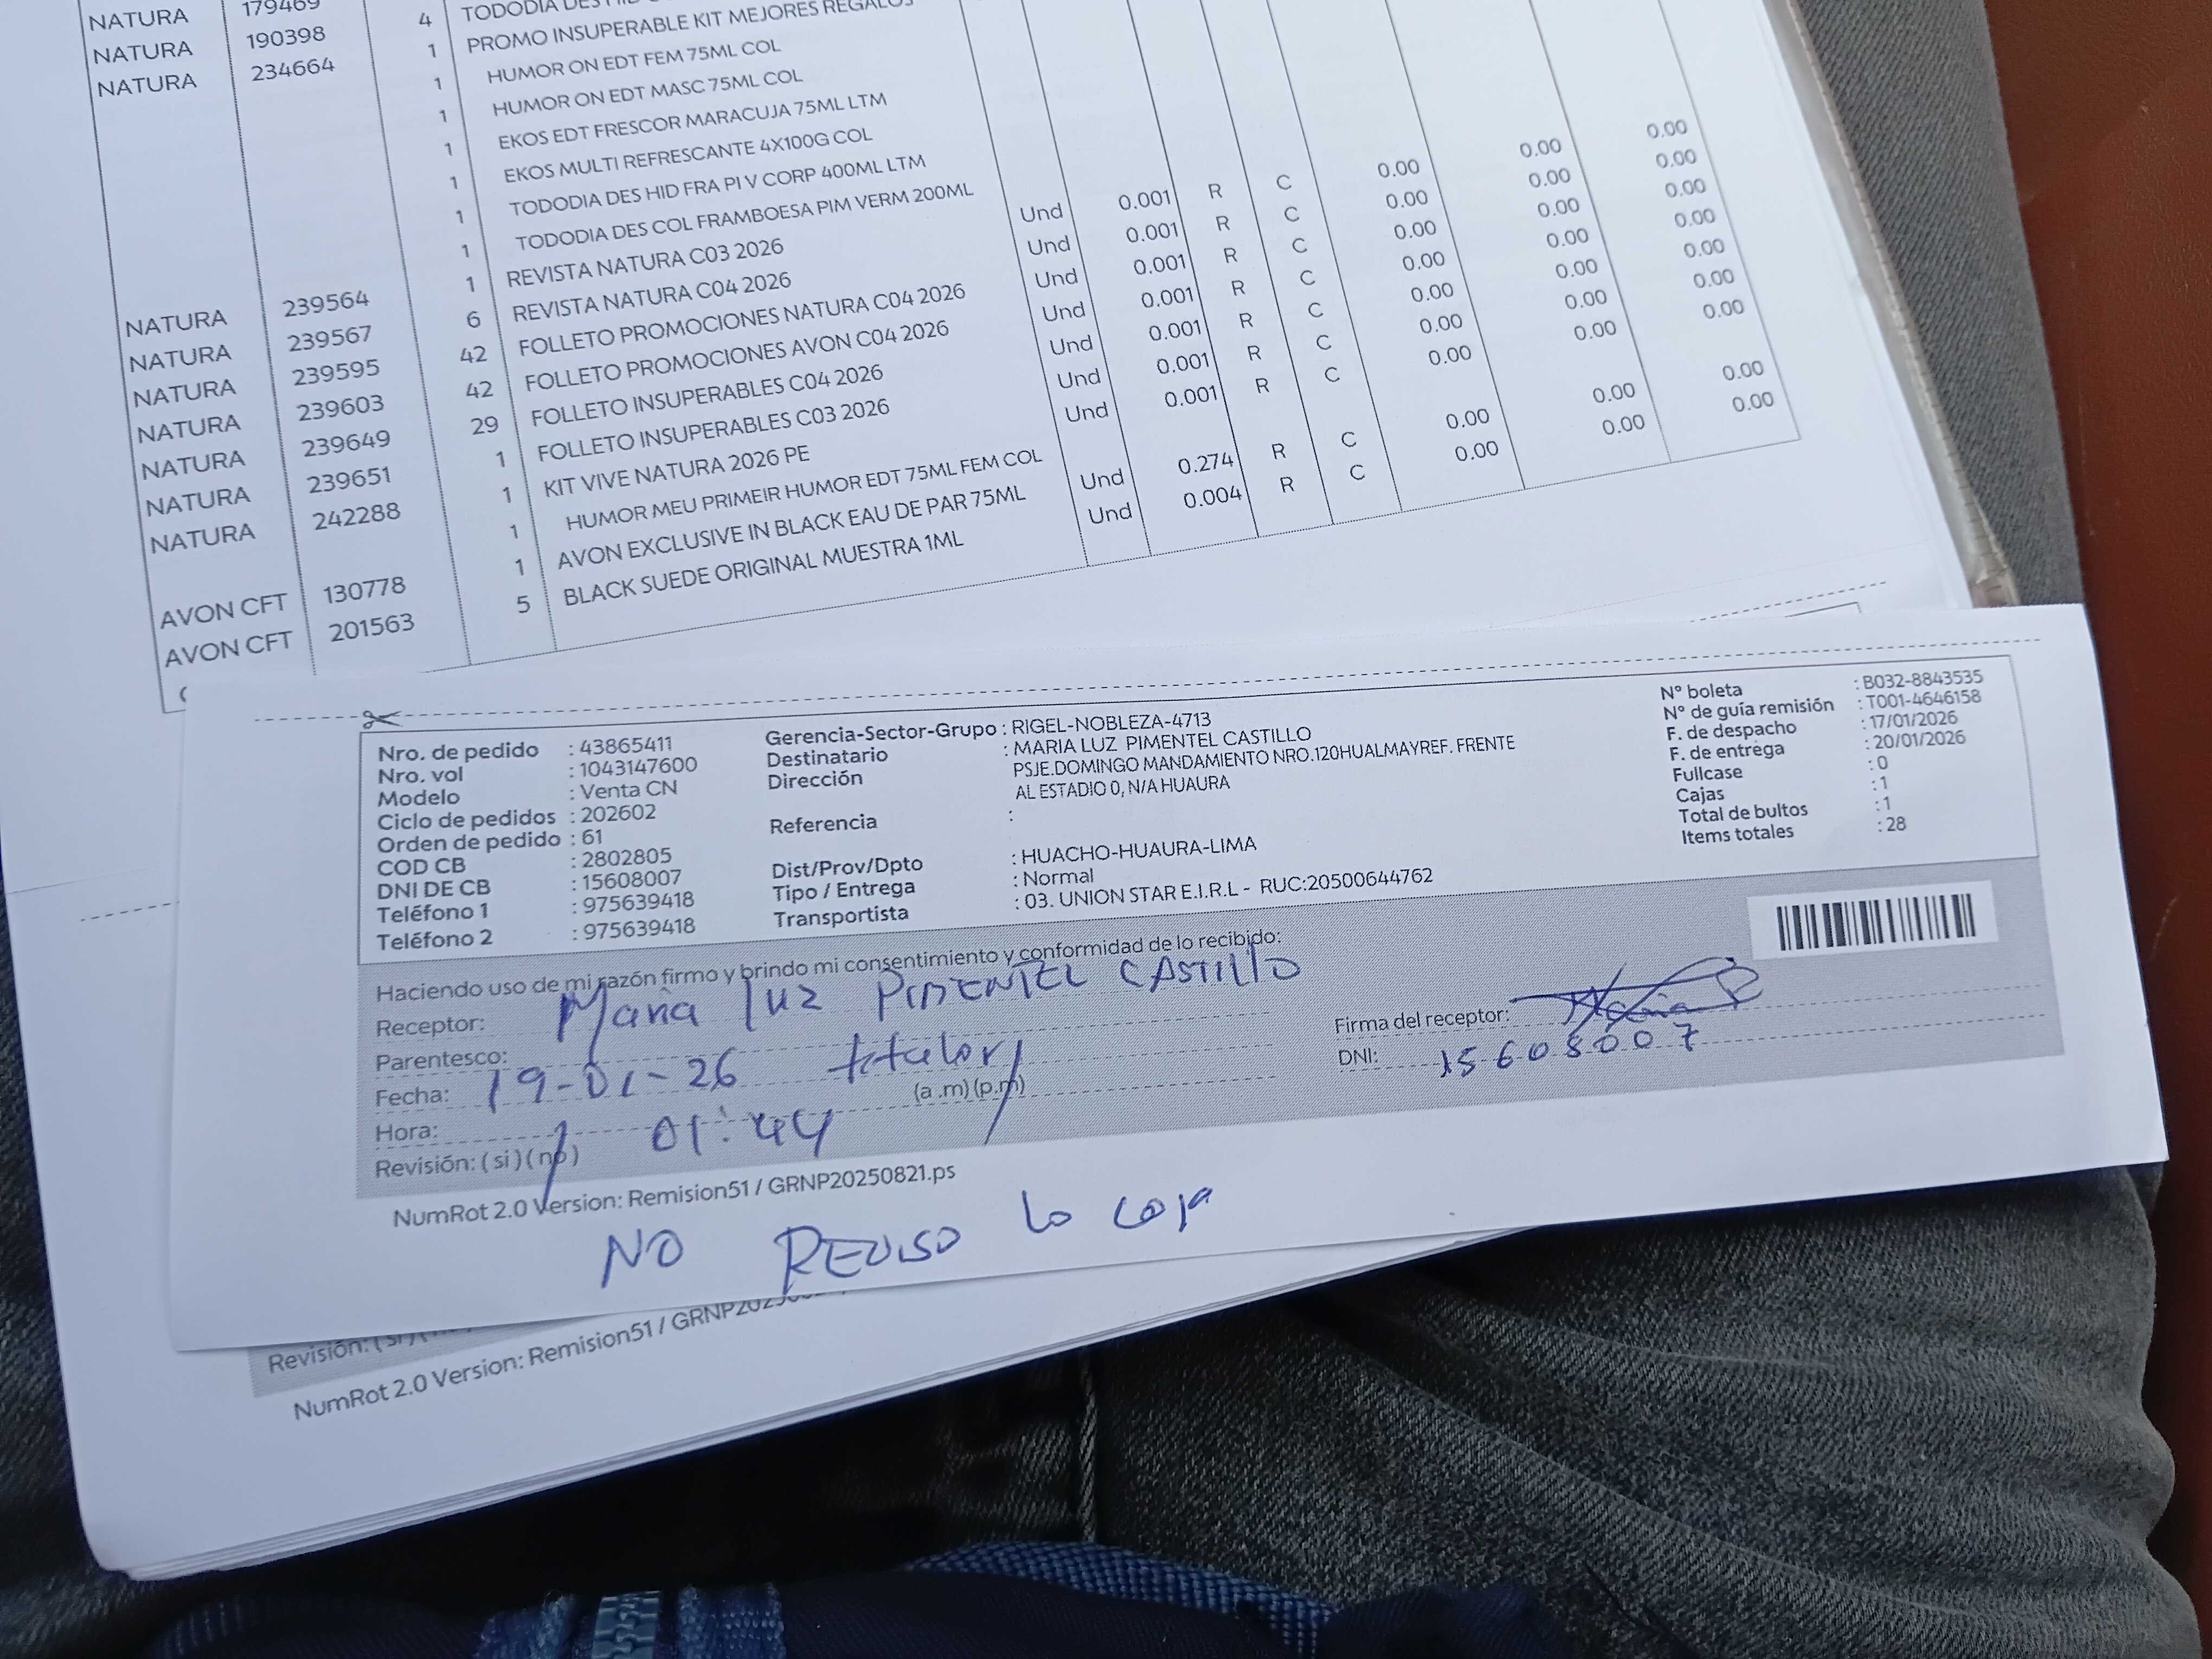 NATURA 179469 4 TODODIA DES HID
NATURA 190398 1 PROMO INSUPERABLE KIT MEJORES REGALOS
NATURA 234664 1 HUMOR ON EDT FEM 75ML COL
1 HUMOR ON EDT MASC 75ML COL
1 EKOS EDT FRESCOR MARACUJA 75ML LTM
1 EKOS MULTI REFRESCANTE 4X100G COL
1 TODODIA DES HID FRA PI V CORP 400ML LTM
1 TODODIA DES COL FRAMBOESA PIM VERM 200ML
NATURA 239564 1 REVISTA NATURA C03 2026 Und 0.001 R C 0.00 0.00 0.00
NATURA 239567 6 REVISTA NATURA C04 2026 Und 0.001 R C 0.00 0.00 0.00
NATURA 239595 42 FOLLETO PROMOCIONES NATURA C04 2026 Und 0.001 R C 0.00 0.00 0.00
NATURA 239603 42 FOLLETO PROMOCIONES AVON C04 2026 Und 0.001 R C 0.00 0.00 0.00
NATURA 239649 29 FOLLETO INSUPERABLES C04 2026 Und 0.001 R C 0.00 0.00 0.00
NATURA 239651 1 FOLLETO INSUPERABLES C03 2026 Und 0.001 R C 0.00 0.00 0.00
NATURA 242288 1 KIT VIVE NATURA 2026 PE Und 0.001 R C 0.00 0.00 0.00
1 HUMOR MEU PRIMEIR HUMOR EDT 75ML FEM COL
AVON CFT 130778 1 AVON EXCLUSIVE IN BLACK EAU DE PAR 75ML Und 0.274 R C 0.00 0.00 0.00
AVON CFT 201563 5 BLACK SUEDE ORIGINAL MUESTRA 1ML Und 0.004 R C 0.00 0.00 0.00
Nro. de pedido : 43865411
Nro. vol : 1043147600
Modelo : Venta CN
Ciclo de pedidos : 202602
Orden de pedido : 61
COD CB : 2802805
DNI DE CB : 15608007
Teléfono 1 : 975639418
Teléfono 2 : 975639418
Gerencia-Sector-Grupo : RIGEL-NOBLEZA-4713
Destinatario : MARIA LUZ PIMENTEL CASTILLO
Dirección PSJE.DOMINGO MANDAMIENTO NRO.120HUALMAYREF. FRENTE
AL ESTADIO 0, N/A HUAURA
Referencia :
Dist/Prov/Dpto : HUACHO-HUAURA-LIMA
Tipo / Entrega : Normal
Transportista : 03. UNION STAR E.I.R.L - RUC:20500644762
N° boleta : B032-8843535
N° de guía remisión : T001-4646158
F. de despacho : 17/01/2026
F. de entrega : 20/01/2026
Fullcase : 0
Cajas : 1
Total de bultos : 1
Items totales : 28
Haciendo uso de mi razón firmo y brindo mi consentimiento y conformidad de lo recibido:
Receptor: Maria luz PIMENTEL CASTILLO
Parentesco: titular
Fecha: 19-01-26 (a .m) (p.m)
Hora: 01:44
Revisión: ( si ) ( no )
Firma del receptor:
DNI: 15608007
NumRot 2.0 Version: Remision51 / GRNP20250821.ps
NO REVISO la caja
Revisión: ( si ) (
NumRot 2.0 Version: Remision51 /